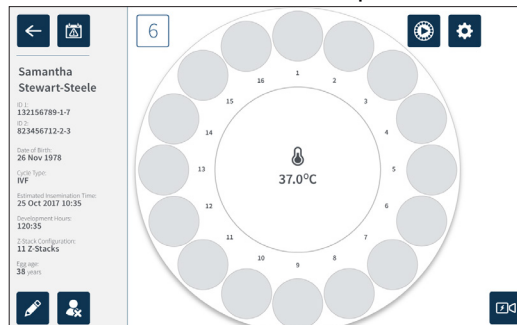 6
Samantha
Stewart-Steele
ID 1:
132156789-1-7
ID 2:
823456712-2-3
Date of Birth:
26 Nov 1978
Cycle Type:
IVF
Estimated Insemination Time:
25 Oct 2017 10:35
Development Hours:
120:35
Z-Stack Configuration:
11 Z-Stacks
Egg age:
38 years
1
2
3
4
5
6
7
8
9
10
11
12
13
14
15
16
37.0°C